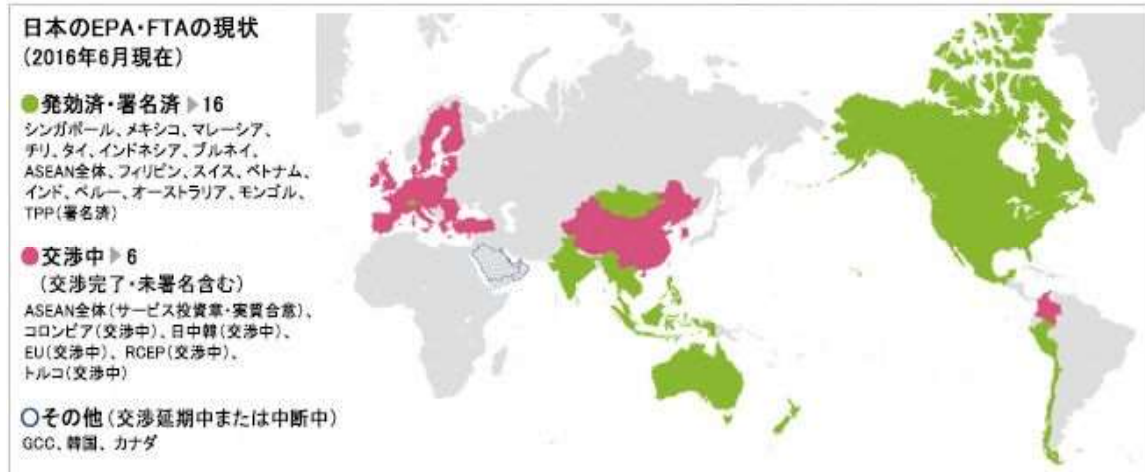 日本のEPA・FTAの現状
(2016年6月現在)
●発効済・署名済▶16
シンガポール、メキシコ、マレーシア、
チリ、タイ、インドネシア、ブルネイ、
ASEAN全体、フィリピン、スイス、ベトナム、
インド、ペルー、オーストラリア、モンゴル、
TPP(署名済)
●交渉中▶6
(交渉完了・未署名含む)
ASEAN全体(サービス投資章・実質合意)、
コロンビア(交渉中)、日中韓(交渉中)、
EU(交渉中)、RCEP(交渉中)、
トルコ(交渉中)
○その他(交渉延期中または中断中)
GCC、韓国、カナダ